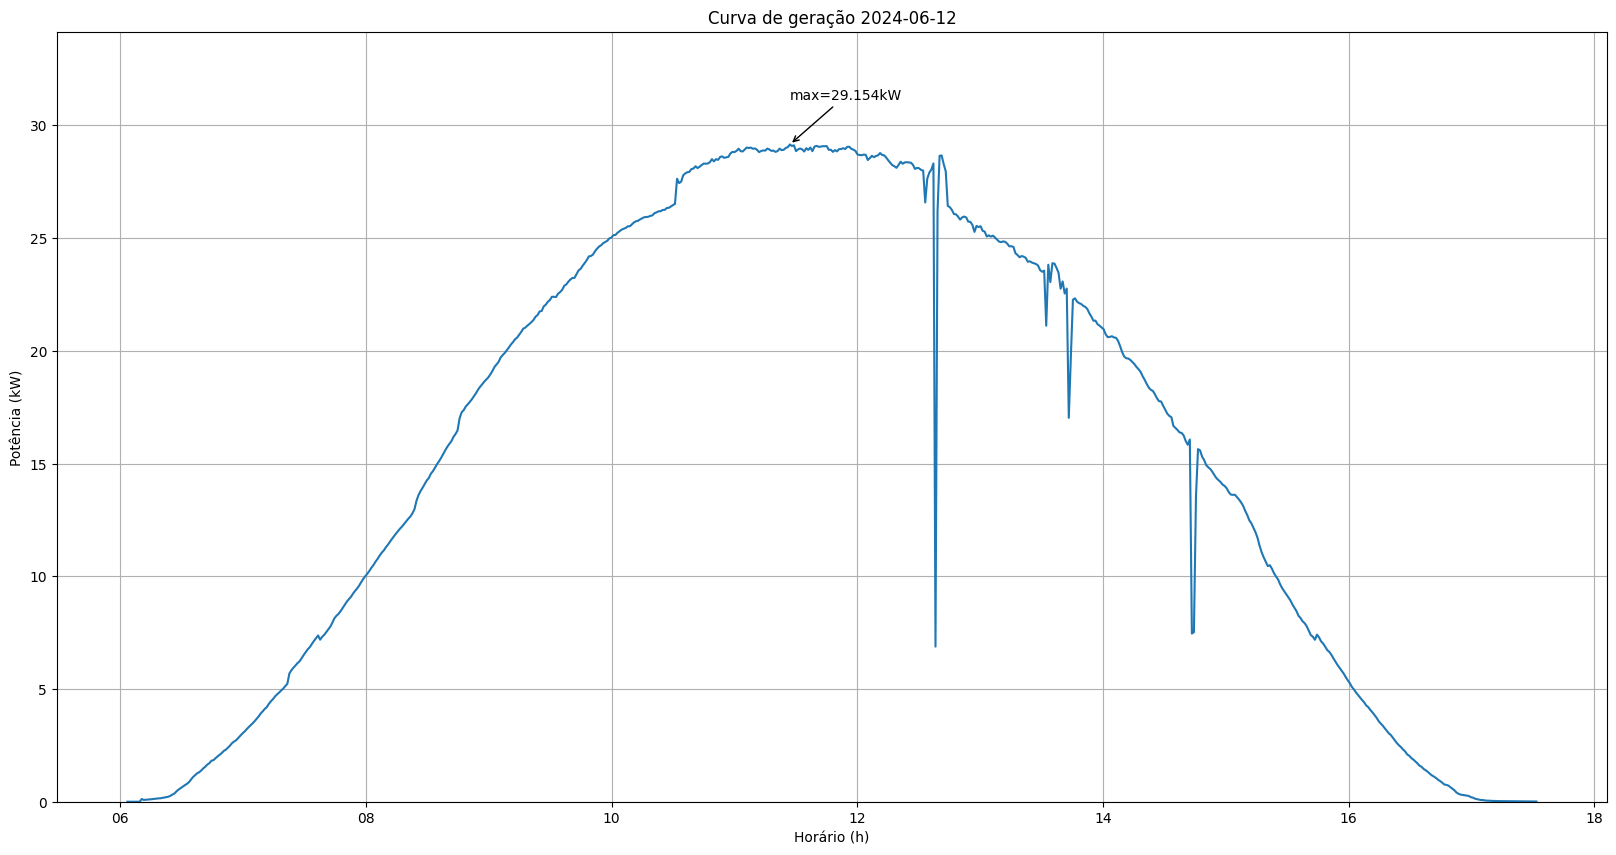 Curva de geração 2024-06-12
max=29.154kW
30
25
20
15
10
5
0
Potência (kW)
06 08 10 12 14 16 18
Horário (h)